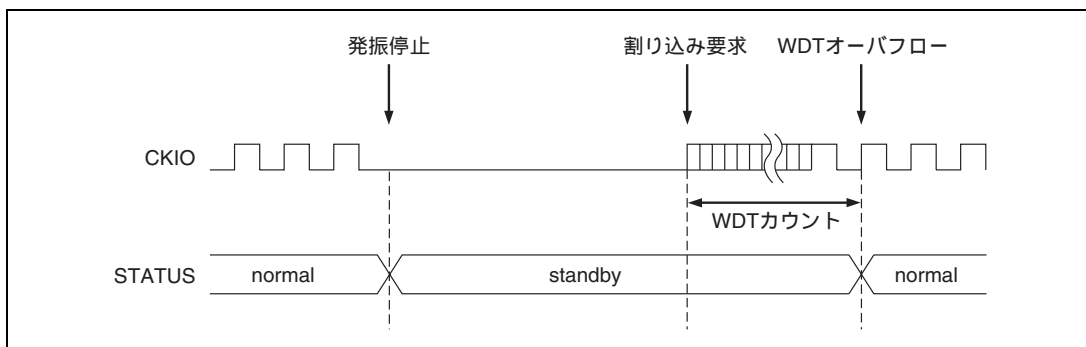 発振停止
割り込み要求
WDTオーバフロー
CKIO
WDTカウント
STATUS
normal
standby
normal